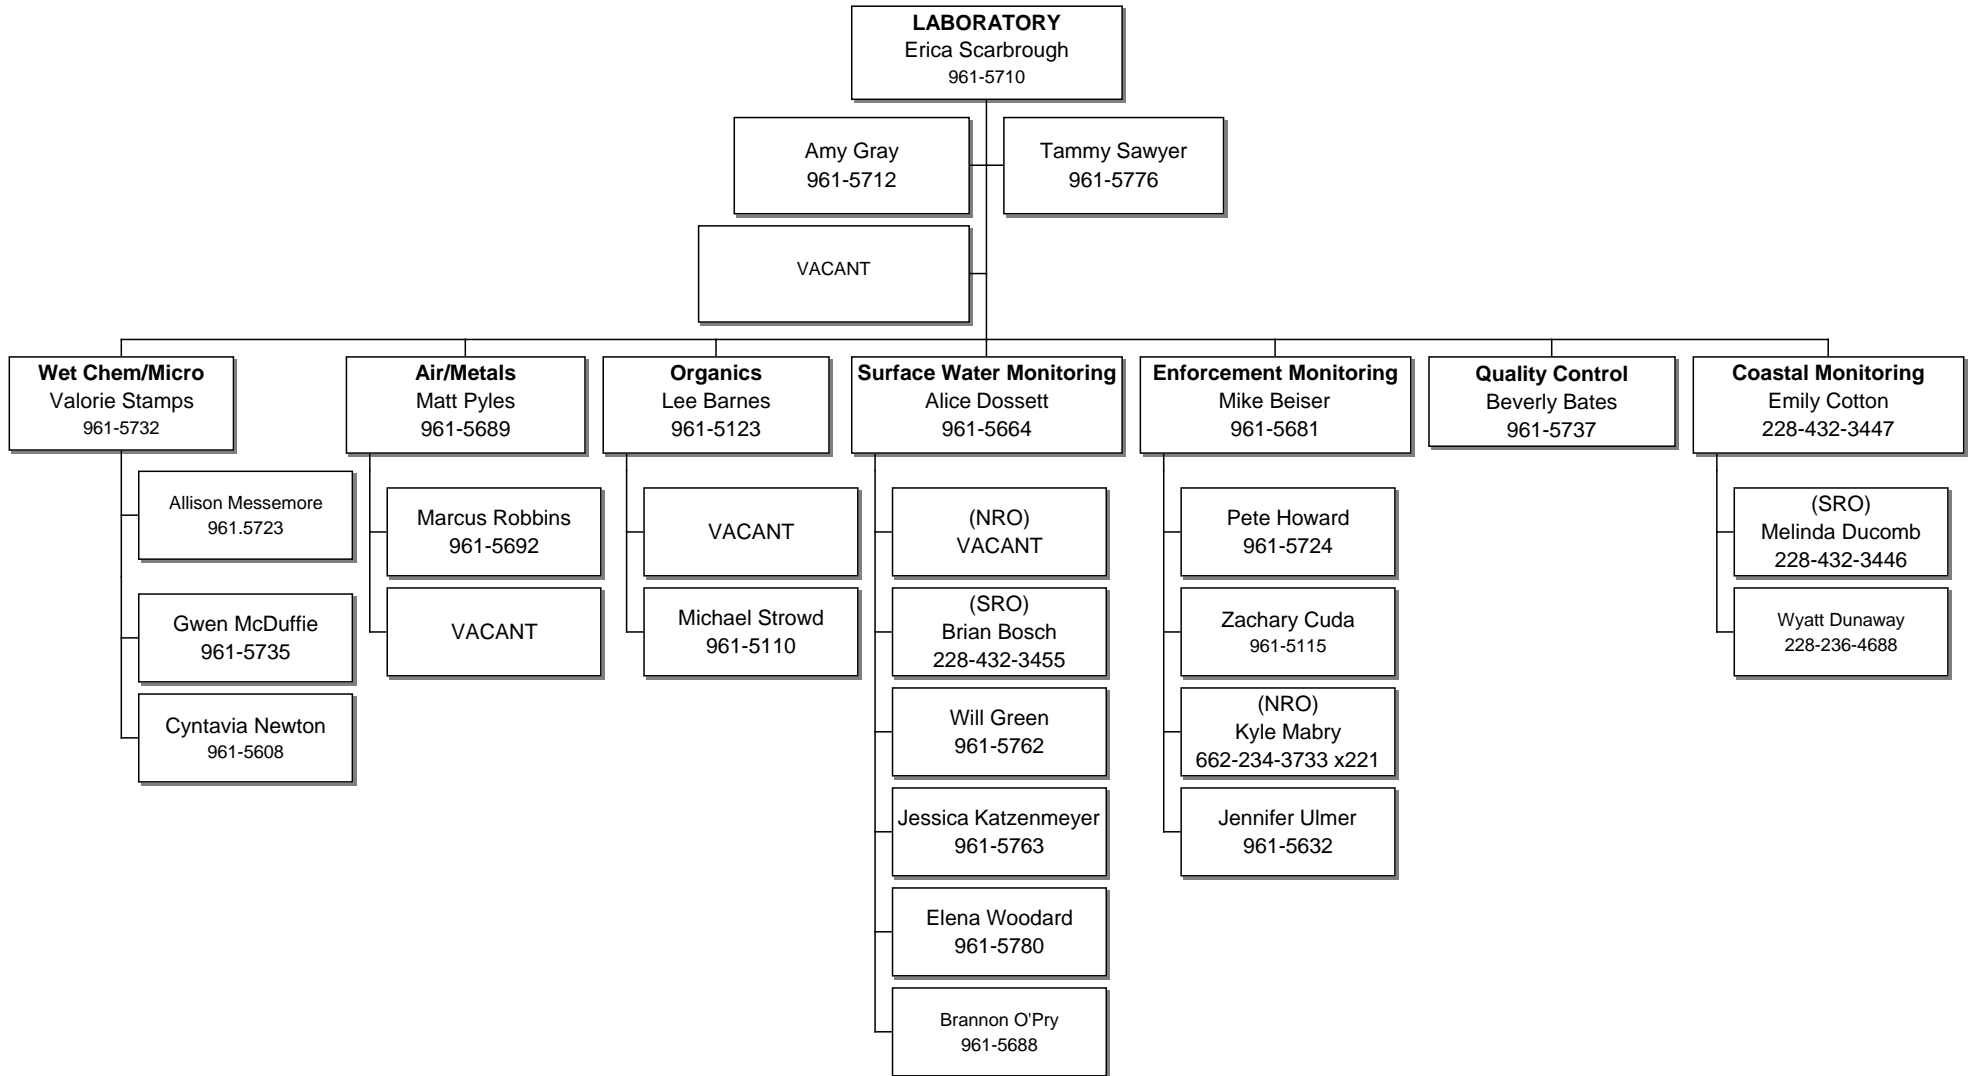 LABORATORY
Erica Scarbrough
961-5710
Amy Gray
961-5712
Tammy Sawyer
961-5776
VACANT
Wet Chem/Micro
Valorie Stamps
961-5732
Allison Messemore
961.5723
Gwen McDuffie
961-5735
Cyntavia Newton
961-5608
Air/Metals
Matt Pyles
961-5689
Marcus Robbins
961-5692
VACANT
Organics
Lee Barnes
961-5123
VACANT
Michael Strowd
961-5110
Surface Water Monitoring
Alice Dossett
961-5664
(NRO)
VACANT
(SRO)
Brian Bosch
228-432-3455
Will Green
961-5762
Jessica Katzenmeyer
961-5763
Elena Woodard
961-5780
Brannon O'Pry
961-5688
Enforcement Monitoring
Mike Beiser
961-5681
Pete Howard
961-5724
Zachary Cuda
961-5115
(NRO)
Kyle Mabry
662-234-3733 x221
Jennifer Ulmer
961-5632
Quality Control
Beverly Bates
961-5737
Coastal Monitoring
Emily Cotton
228-432-3447
(SRO)
Melinda Ducomb
228-432-3446
Wyatt Dunaway
228-236-4688